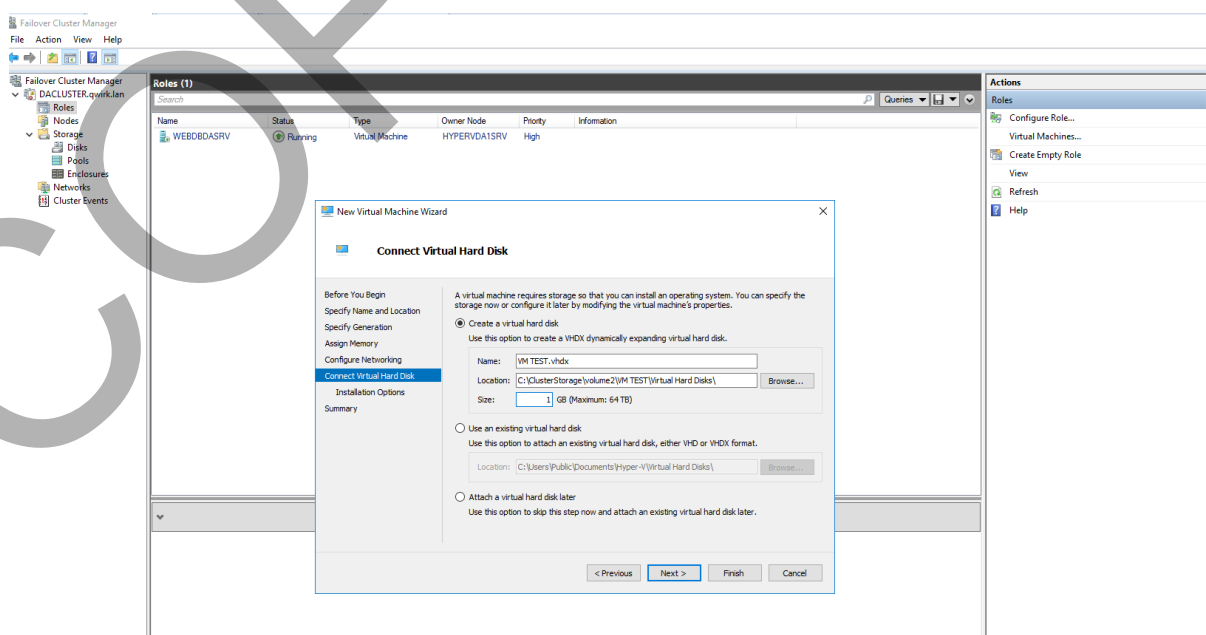 Failover Cluster Manager
File Action View Help
Failover Cluster Manager
DACLUSTER.qwirk.lan
Roles
Nodes
Storage
Disks
Pools
Enclosures
Networks
Cluster Events
Roles (1)
Search
Queries
Name Status Type Owner Node Priority Information
WEBDBDASRV Running Virtual Machine HYPERVDA1SRV High
Actions
Roles
Configure Role...
Virtual Machines...
Create Empty Role
View
Refresh
Help
New Virtual Machine Wizard
Connect Virtual Hard Disk
Before You Begin
Specify Name and Location
Specify Generation
Assign Memory
Configure Networking
Connect Virtual Hard Disk
Installation Options
Summary
A virtual machine requires storage so that you can install an operating system. You can specify the
storage now or configure it later by modifying the virtual machine's properties.
Create a virtual hard disk
Use this option to create a VHDX dynamically expanding virtual hard disk.
Name: VM TEST.vhdx
Location: C:\ClusterStorage\volume2\VM TEST\Virtual Hard Disks\ Browse...
Size: 1 GB (Maximum: 64 TB)
Use an existing virtual hard disk
Use this option to attach an existing virtual hard disk, either VHD or VHDX format.
Location: C:\Users\Public\Documents\Hyper-V\Virtual Hard Disks\ Browse...
Attach a virtual hard disk later
Use this option to skip this step now and attach an existing virtual hard disk later.
< Previous Next > Finish Cancel